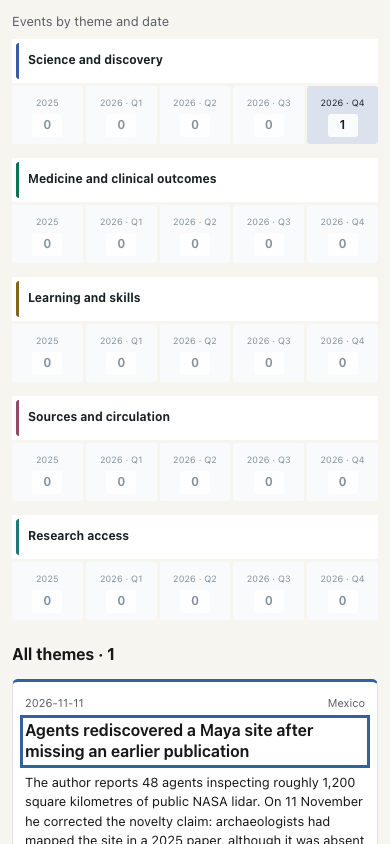 Events by theme and date
Science and discovery
2025
2026 · Q1
2026 · Q2
2026 · Q3
2026 · Q4
0
0
0
0
1
Medicine and clinical outcomes
2025
2026 · Q1
2026 · Q2
2026 · Q3
2026 · Q4
0
0
0
0
0
Learning and skills
2025
2026 · Q1
2026 · Q2
2026 · Q3
2026 · Q4
0
0
0
0
0
Sources and circulation
2025
2026 · Q1
2026 · Q2
2026 · Q3
2026 · Q4
0
0
0
0
0
Research access
2025
2026 · Q1
2026 · Q2
2026 · Q3
2026 · Q4
0
0
0
0
0
All themes · 1
2026-11-11
Mexico
Agents rediscovered a Maya site after
missing an earlier publication
The author reports 48 agents inspecting roughly 1,200
square kilometres of public NASA lidar. On 11 November
he corrected the novelty claim: archaeologists had
mapped the site in a 2025 paper, although it was absent